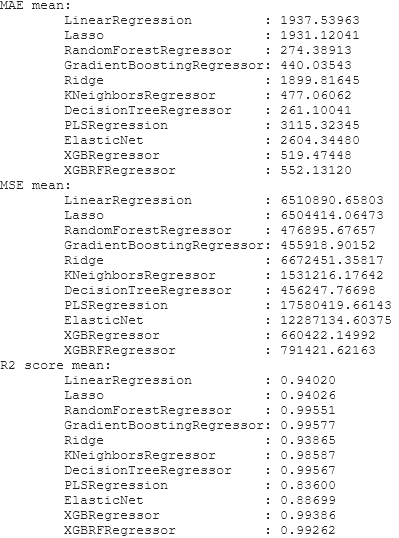 MAE mean:
LinearRegression : 1937.53963
Lasso : 1931.12041
RandomForestRegressor : 274.38913
GradientBoostingRegressor: 440.03543
Ridge : 1899.81645
KNeighborsRegressor : 477.06062
DecisionTreeRegressor : 261.10041
PLSRegression : 3115.32345
ElasticNet : 2604.34480
XGBRegressor : 519.47448
XGBRFRegressor : 552.13120
MSE mean:
LinearRegression : 6510890.65803
Lasso : 6504414.06473
RandomForestRegressor : 476895.67657
GradientBoostingRegressor: 455918.90152
Ridge : 6672451.35817
KNeighborsRegressor : 1531216.17642
DecisionTreeRegressor : 456247.76698
PLSRegression : 17580419.66143
ElasticNet : 12287134.60375
XGBRegressor : 660422.14992
XGBRFRegressor : 791421.62163
R2 score mean:
LinearRegression : 0.94020
Lasso : 0.94026
RandomForestRegressor : 0.99551
GradientBoostingRegressor: 0.99577
Ridge : 0.93865
KNeighborsRegressor : 0.98587
DecisionTreeRegressor : 0.99567
PLSRegression : 0.83600
ElasticNet : 0.88699
XGBRegressor : 0.99386
XGBRFRegressor : 0.99262